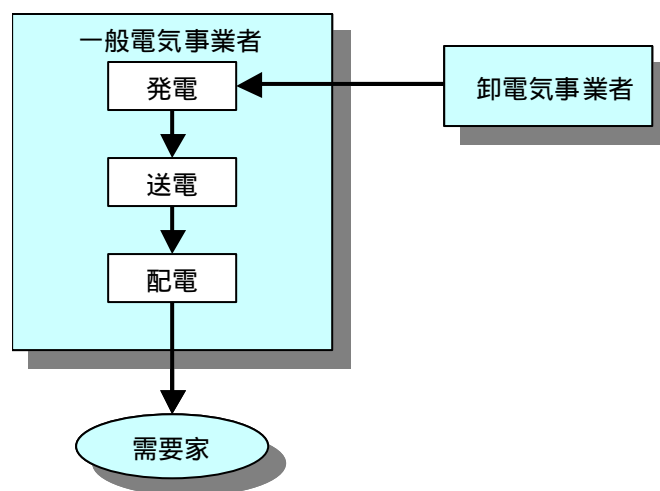 一般電気事業者
発電
卸電気事業者
送電
配電
需要家